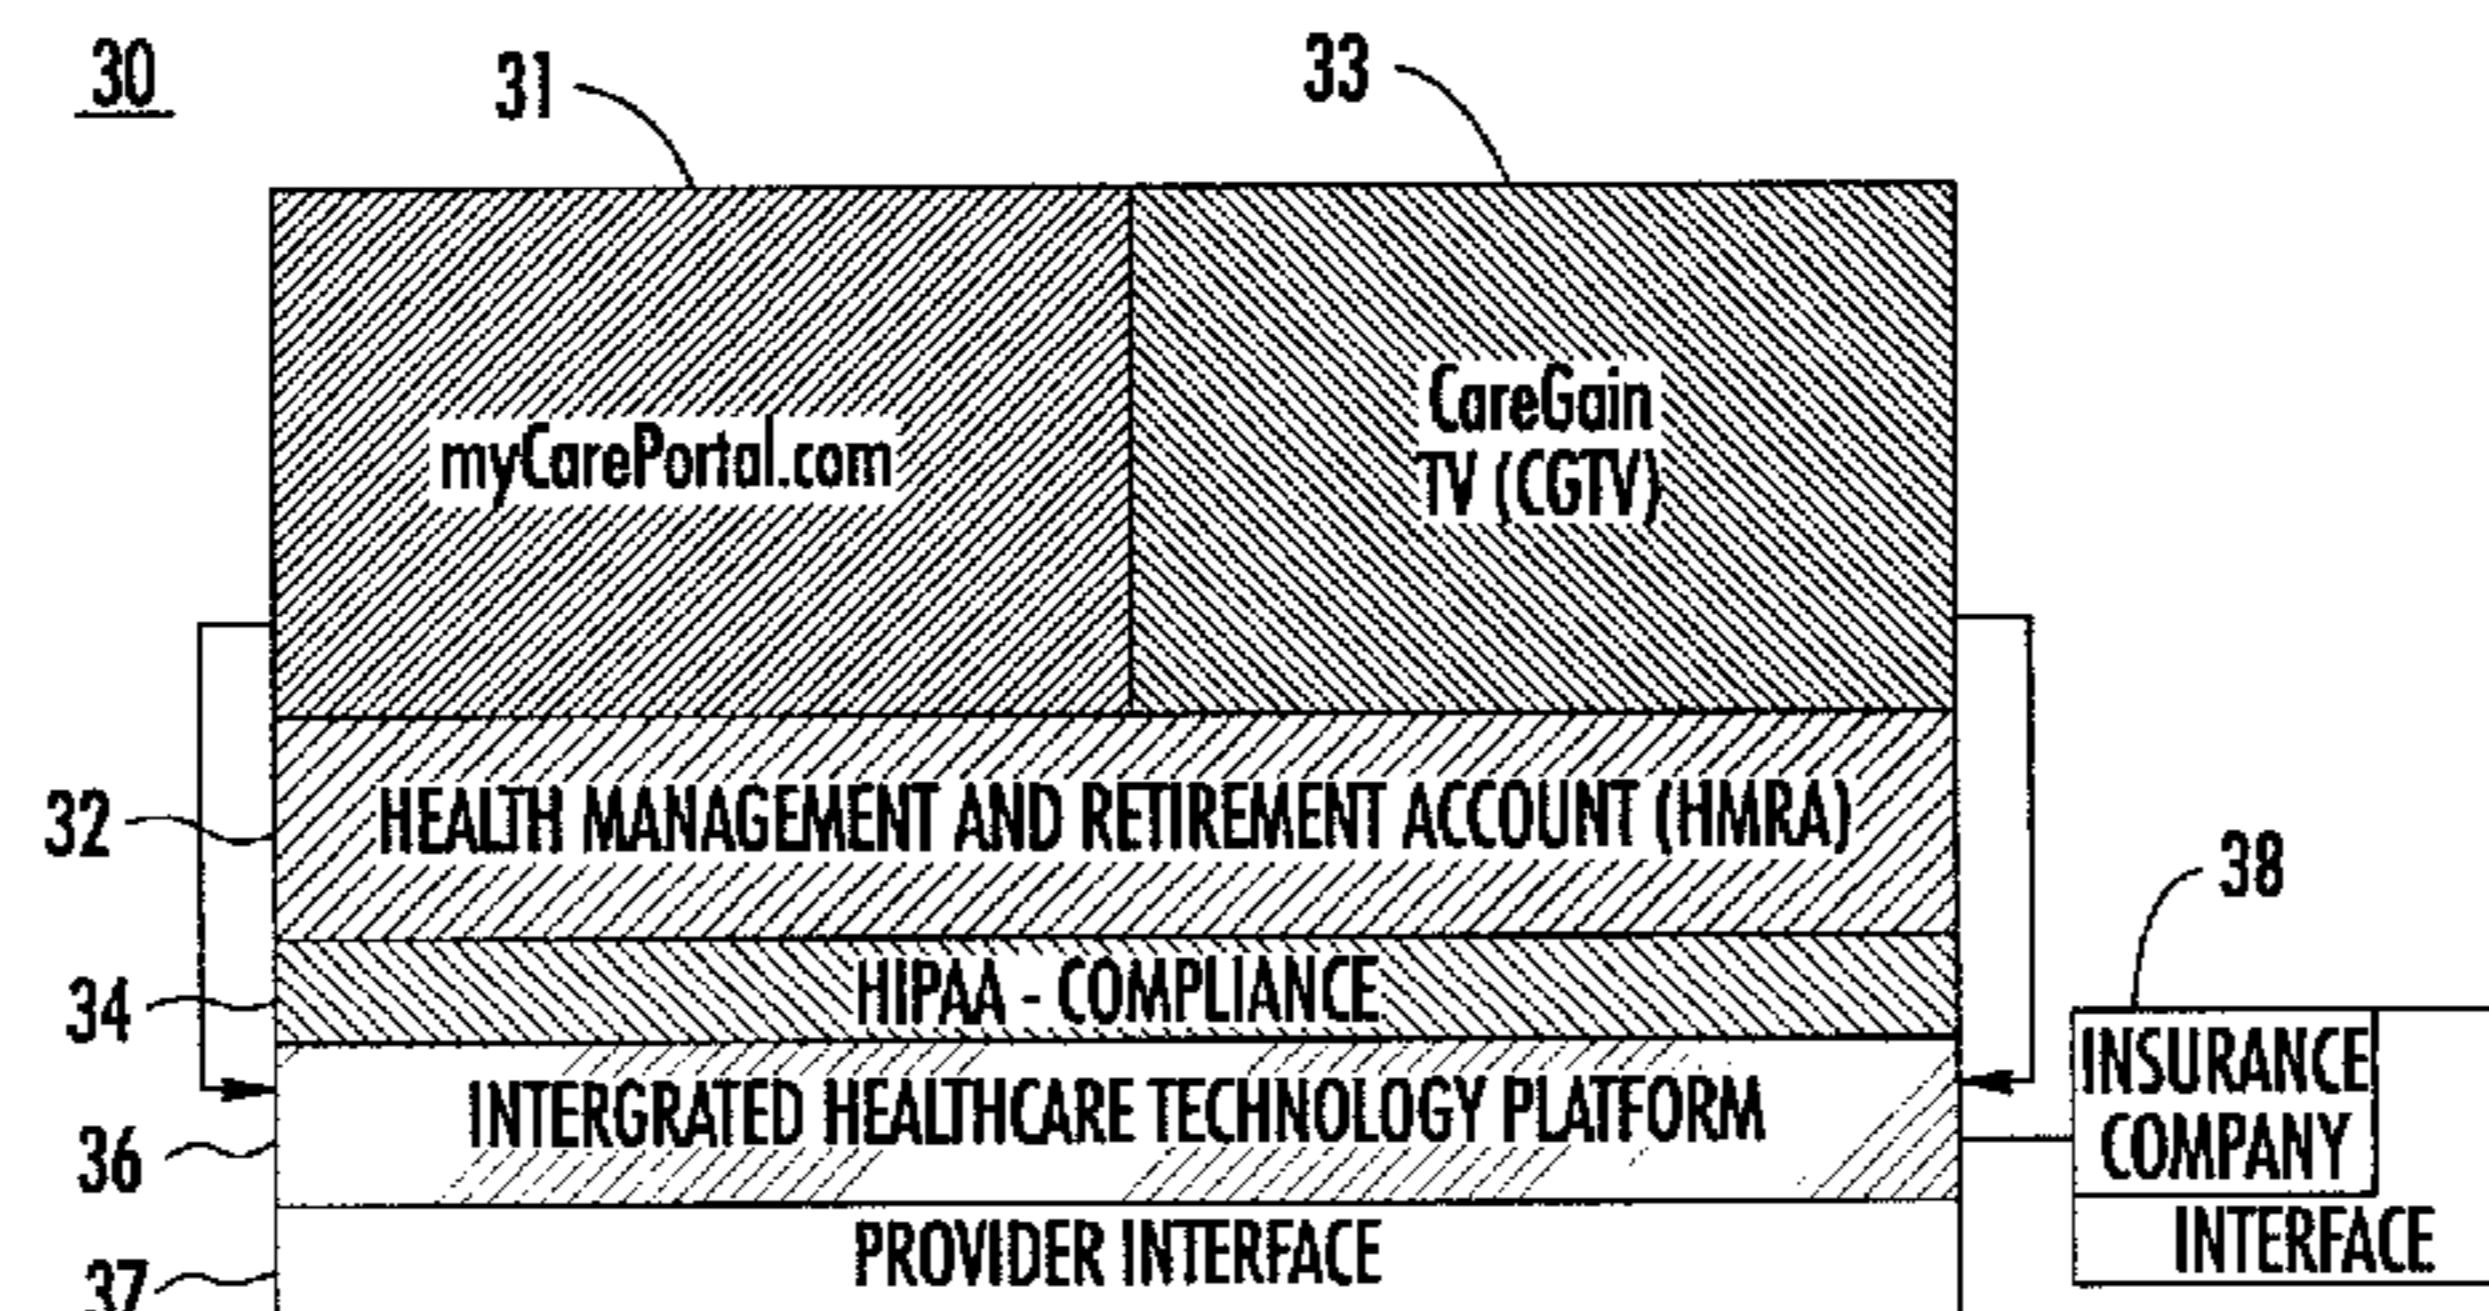 30
31
33
myCarePortal.com
CareGain
TV (CGTV)
32
HEALTH MANAGEMENT AND RETIREMENT ACCOUNT (HMRA)
38
34
HIPAA - COMPLIANCE
INSURANCE
COMPANY
36
INTERGRATED HEALTHCARE TECHNOLOGY PLATFORM
INTERFACE
37
PROVIDER INTERFACE